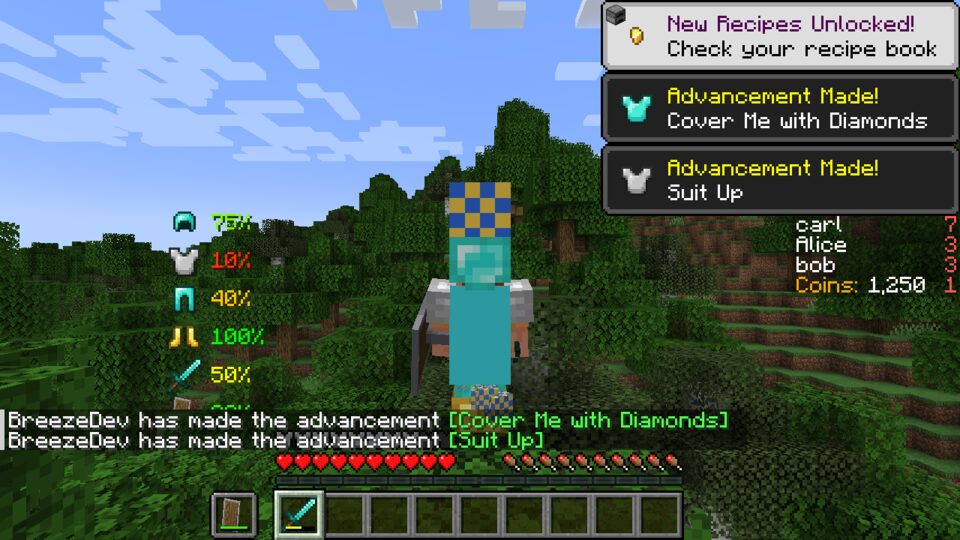 New Recipes Unlocked!
Check your recipe book
Advancement Made!
Cover Me with Diamonds
Advancement Made!
Suit Up
75%
10%
40%
100%
50%
carl 7
Alice 3
bob 3
Coins: 1,250 1
BreezeDev has made the advancement [Cover Me with Diamonds]
BreezeDev has made the advancement [Suit Up]